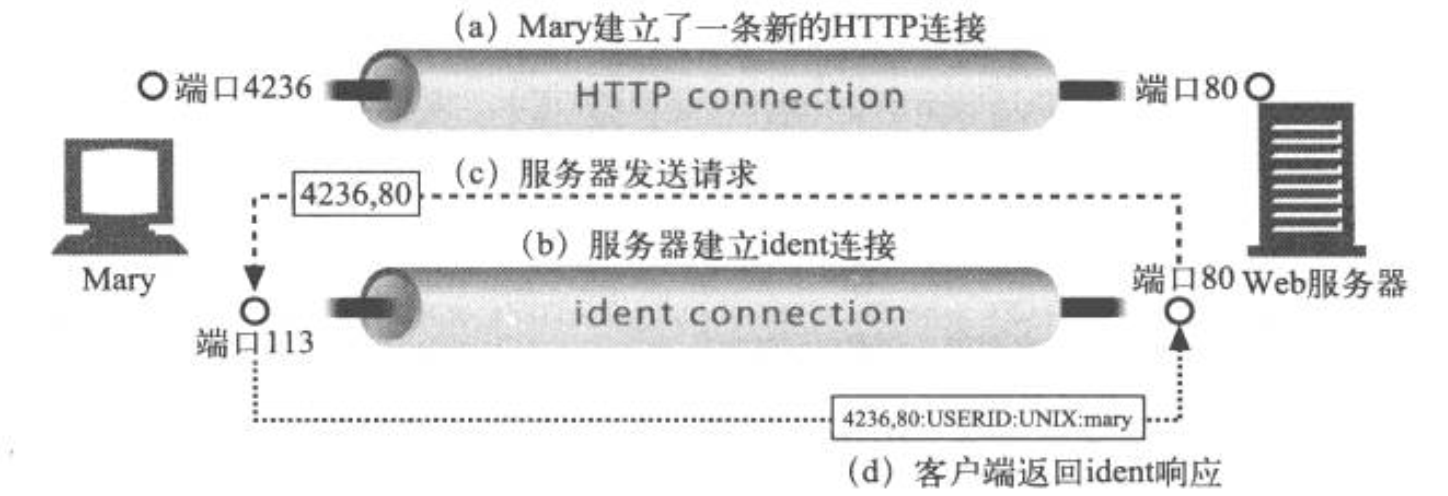 (a) Mary建立了一条新的HTTP连接
端口4236
HTTP connection
端口80
(c) 服务器发送请求
4236,80
(b) 服务器建立ident连接
Mary
端口80
Web服务器
ident connection
端口113
4236,80:USERID:UNIX:mary
(d) 客户端返回ident响应